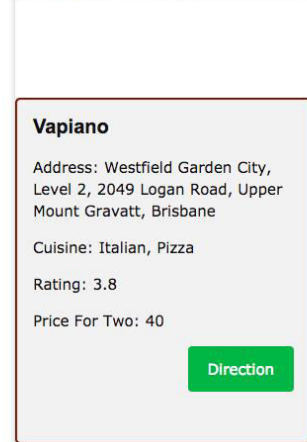 Vapiano
Address: Westfield Garden City,
Level 2, 2049 Logan Road, Upper
Mount Gravatt, Brisbane
Cuisine: Italian, Pizza
Rating: 3.8
Price For Two: 40
Direction